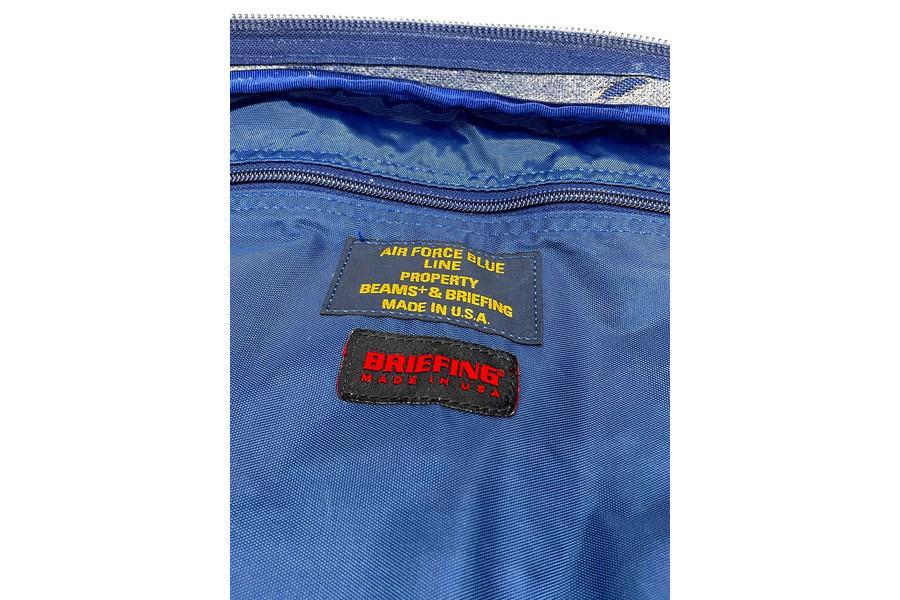 AIR FORCE BLUE
LINE
PROPERTY
BEAMS+ & BRIEFING
MADE IN U.S.A.
BRIEFING®
MADE IN USA